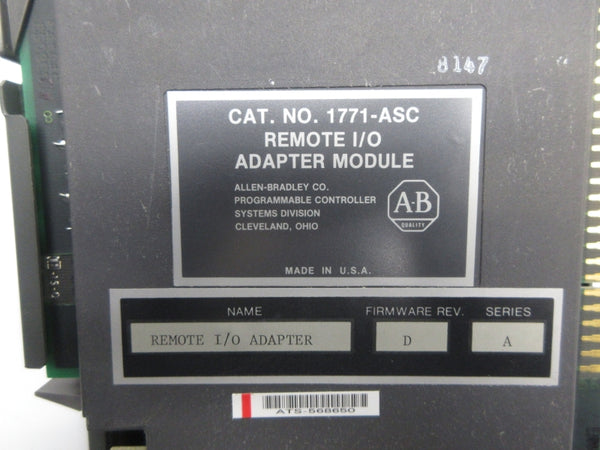 8147
CAT. NO. 1771-ASC
REMOTE I/O
ADAPTER MODULE
ALLEN-BRADLEY CO.
PROGRAMMABLE CONTROLLER
SYSTEMS DIVISION
CLEVELAND, OHIO
A-B
QUALITY
MADE IN U.S.A.
NAME FIRMWARE REV. SERIES
REMOTE I/O ADAPTER D A
ATS-568650